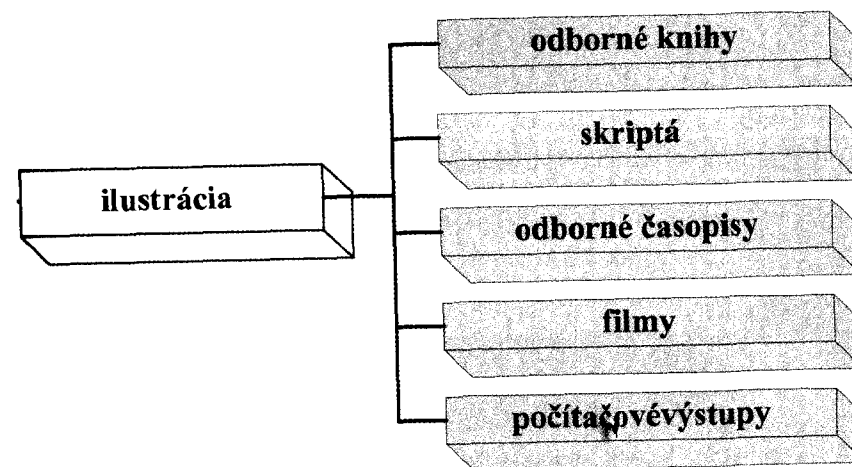 odborné knihy
skriptá
ilustrácia
odborné časopisy
filmy
počítačovévýstupy